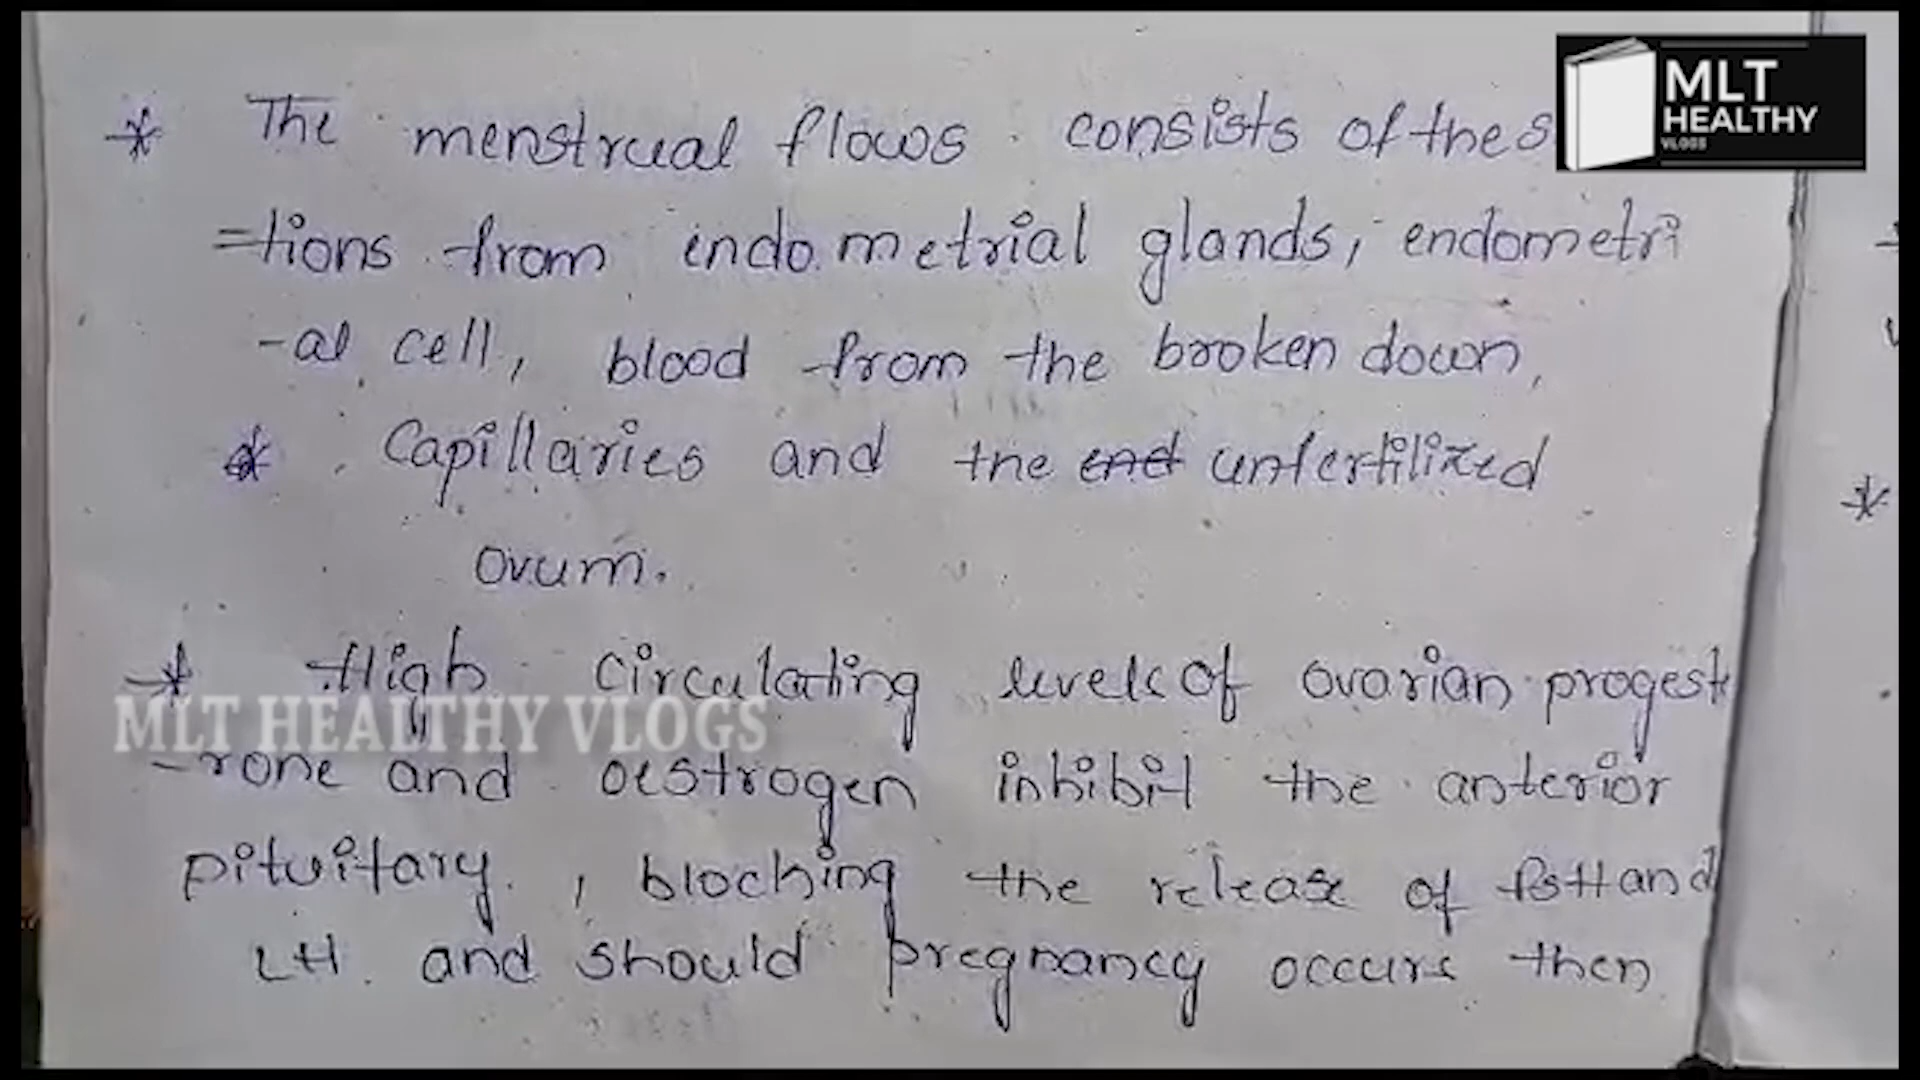 * The menstrual flows consists of the s
=tions from endometrial glands, endometri
-al cell, blood from the broken down,
* Capillaries and the end unfertilized
ovum.
* High circulating levels of ovarian progest
-rone and oestrogen inhibit the anterior
pituitary, blocking the release of FSH and
LH. and should pregnancy occurs then
*
MLT
HEALTHY
VLOGS
MLT HEALTHY VLOGS